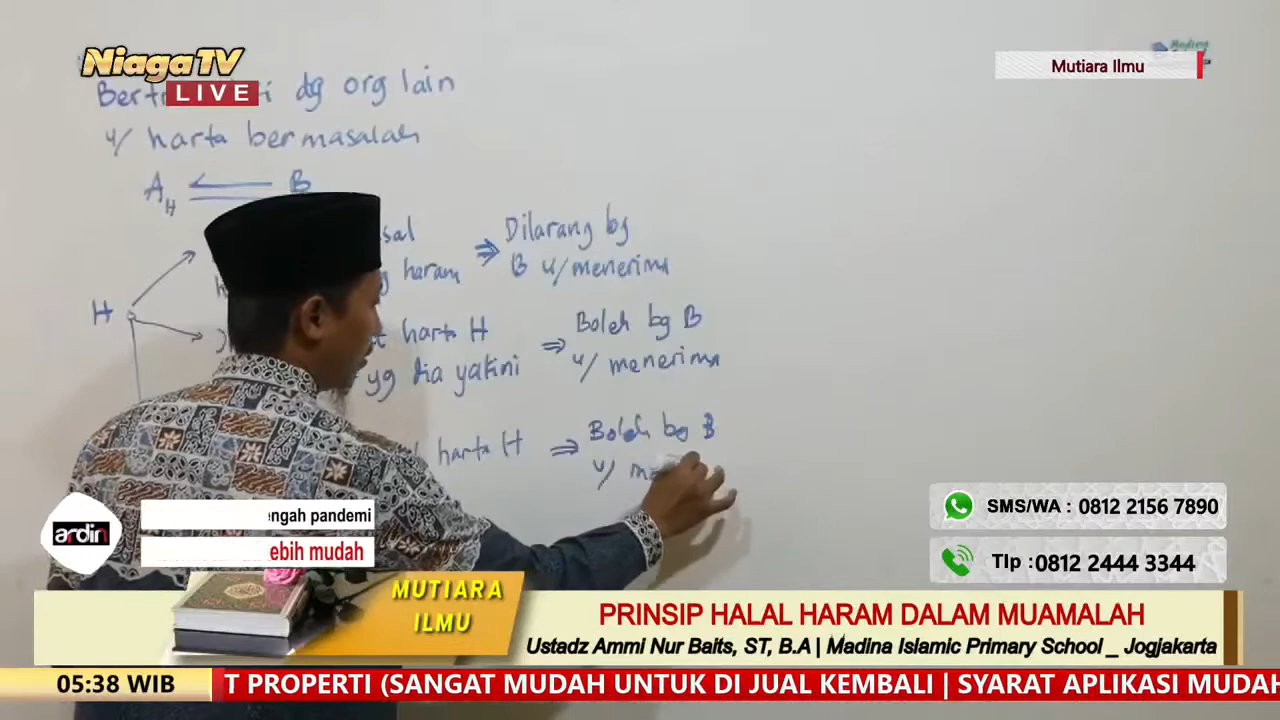 NiagaTV
LIVE
Mutiara Ilmu
dg org lain
u/ harta bermasalah
A H B
sal
haram
Dilarang bg
B u/ menerima
H
harta H
yg dia yakini
Boleh bg B
u/ menerima
harta H
Boleh bg B
u/
SMS/WA : 0812 2156 7890
Tlp : 0812 2444 3344
ardin
engah pandemi
ebih mudah
MUTIARA
ILMU
PRINSIP HALAL HARAM DALAM MUAMALAH
Ustadz Ammi Nur Baits, ST, B.A | Madina Islamic Primary School _ Jogjakarta
05:38 WIB
T PROPERTI (SANGAT MUDAH UNTUK DI JUAL KEMBALI | SYARAT APLIKASI MUDAH